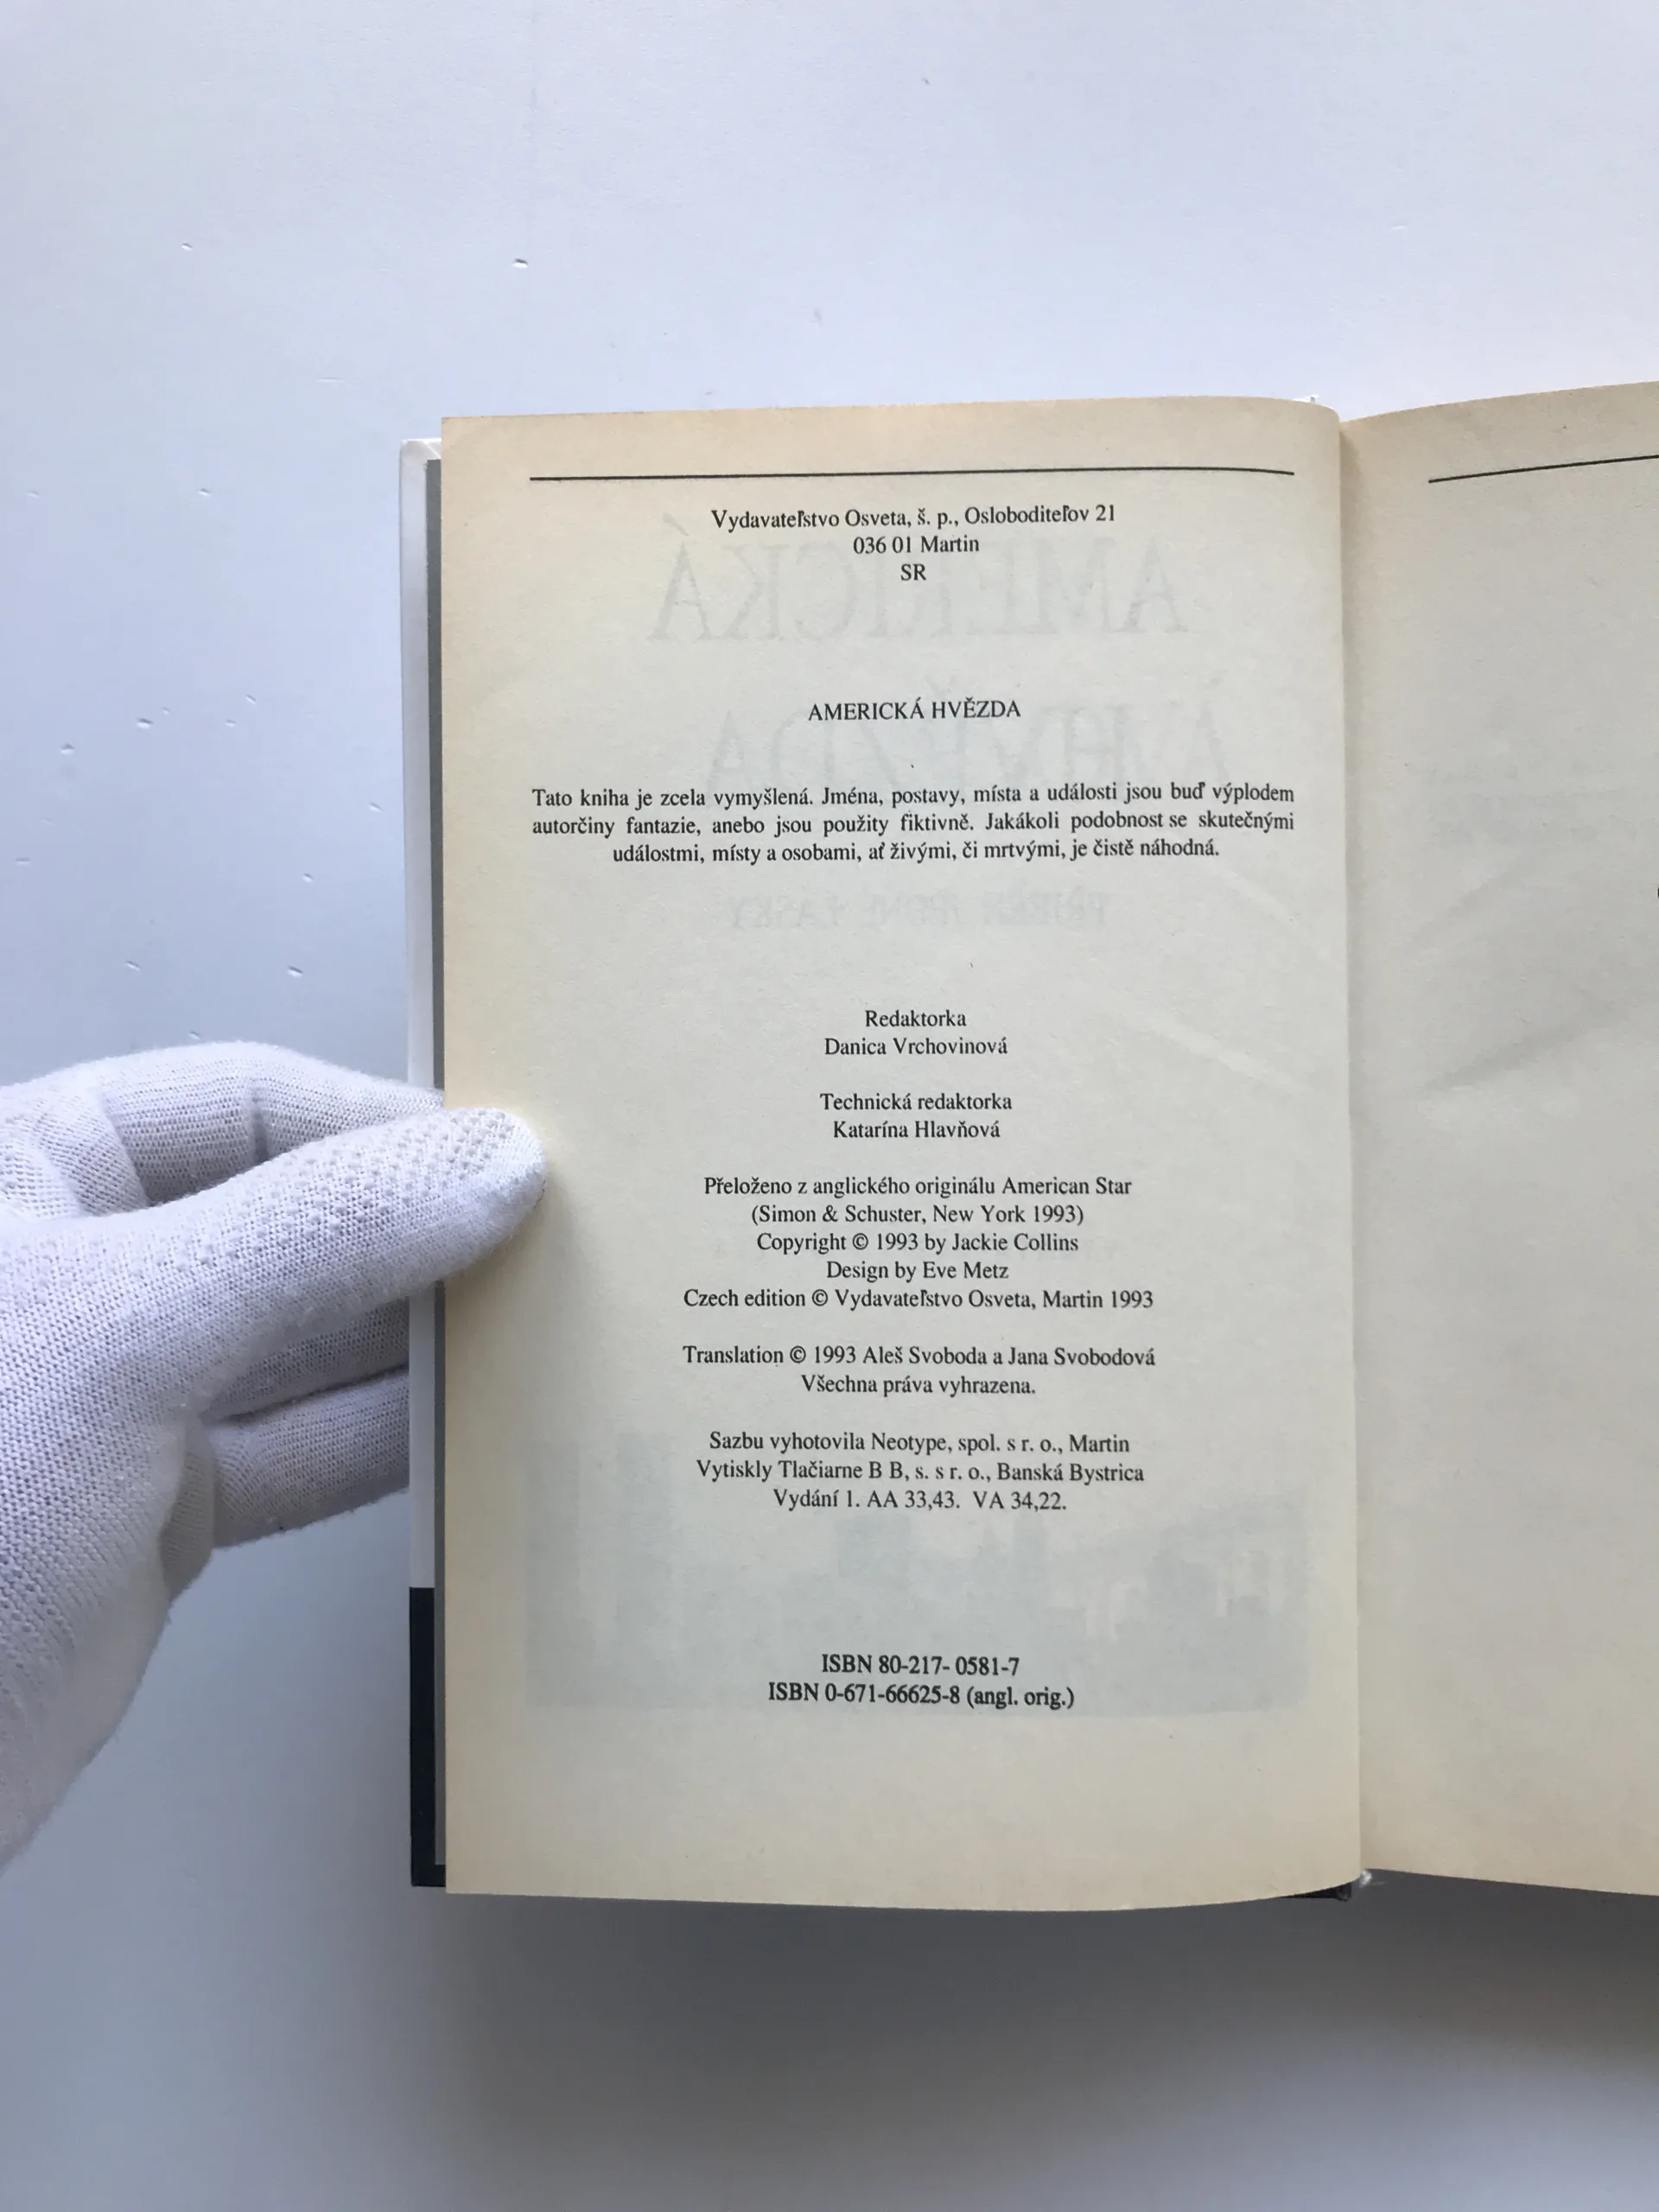 Vydavateľstvo Osveta, š. p., Osloboditeľov 21
036 01 Martin
SR
AMERICKÁ HVĚZDA
Tato kniha je zcela vymyšlená. Jména, postavy, místa a události jsou buď výplodem
autorčiny fantazie, anebo jsou použity fiktivně. Jakákoli podobnost se skutečnými
událostmi, místy a osobami, ať živými, či mrtvými, je čistě náhodná.
Redaktorka
Danica Vrchovinová
Technická redaktorka
Katarína Hlavňová
Přeloženo z anglického originálu American Star
(Simon & Schuster, New York 1993)
Copyright © 1993 by Jackie Collins
Design by Eve Metz
Czech edition © Vydavateľstvo Osveta, Martin 1993
Translation © 1993 Aleš Svoboda a Jana Svobodová
Všechna práva vyhrazena.
Sazbu vyhotovila Neotype, spol. s r. o., Martin
Vytiskly Tlačiarne B B, s. s r. o., Banská Bystrica
Vydání 1. AA 33,43. VA 34,22.
ISBN 80-217- 0581-7
ISBN 0-671-66625-8 (angl. orig.)